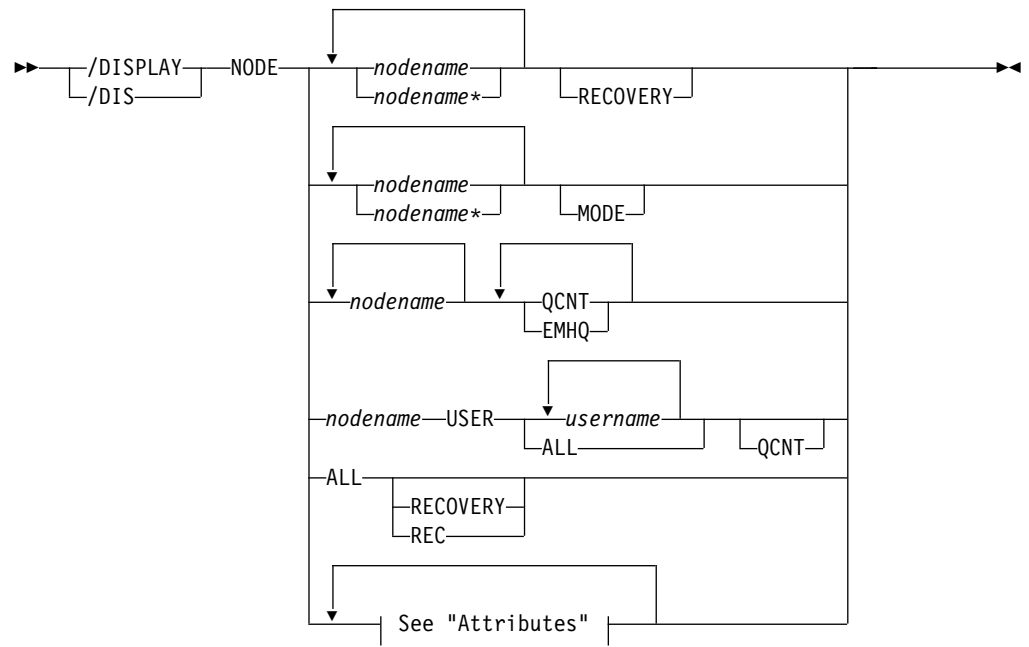 /DISPLAY NODE nodename
/DIS nodename* RECOVERY
nodename
nodename* MODE
nodename QCNT
EMHQ
nodename USER username
ALL QCNT
ALL
RECOVERY
REC
See "Attributes"